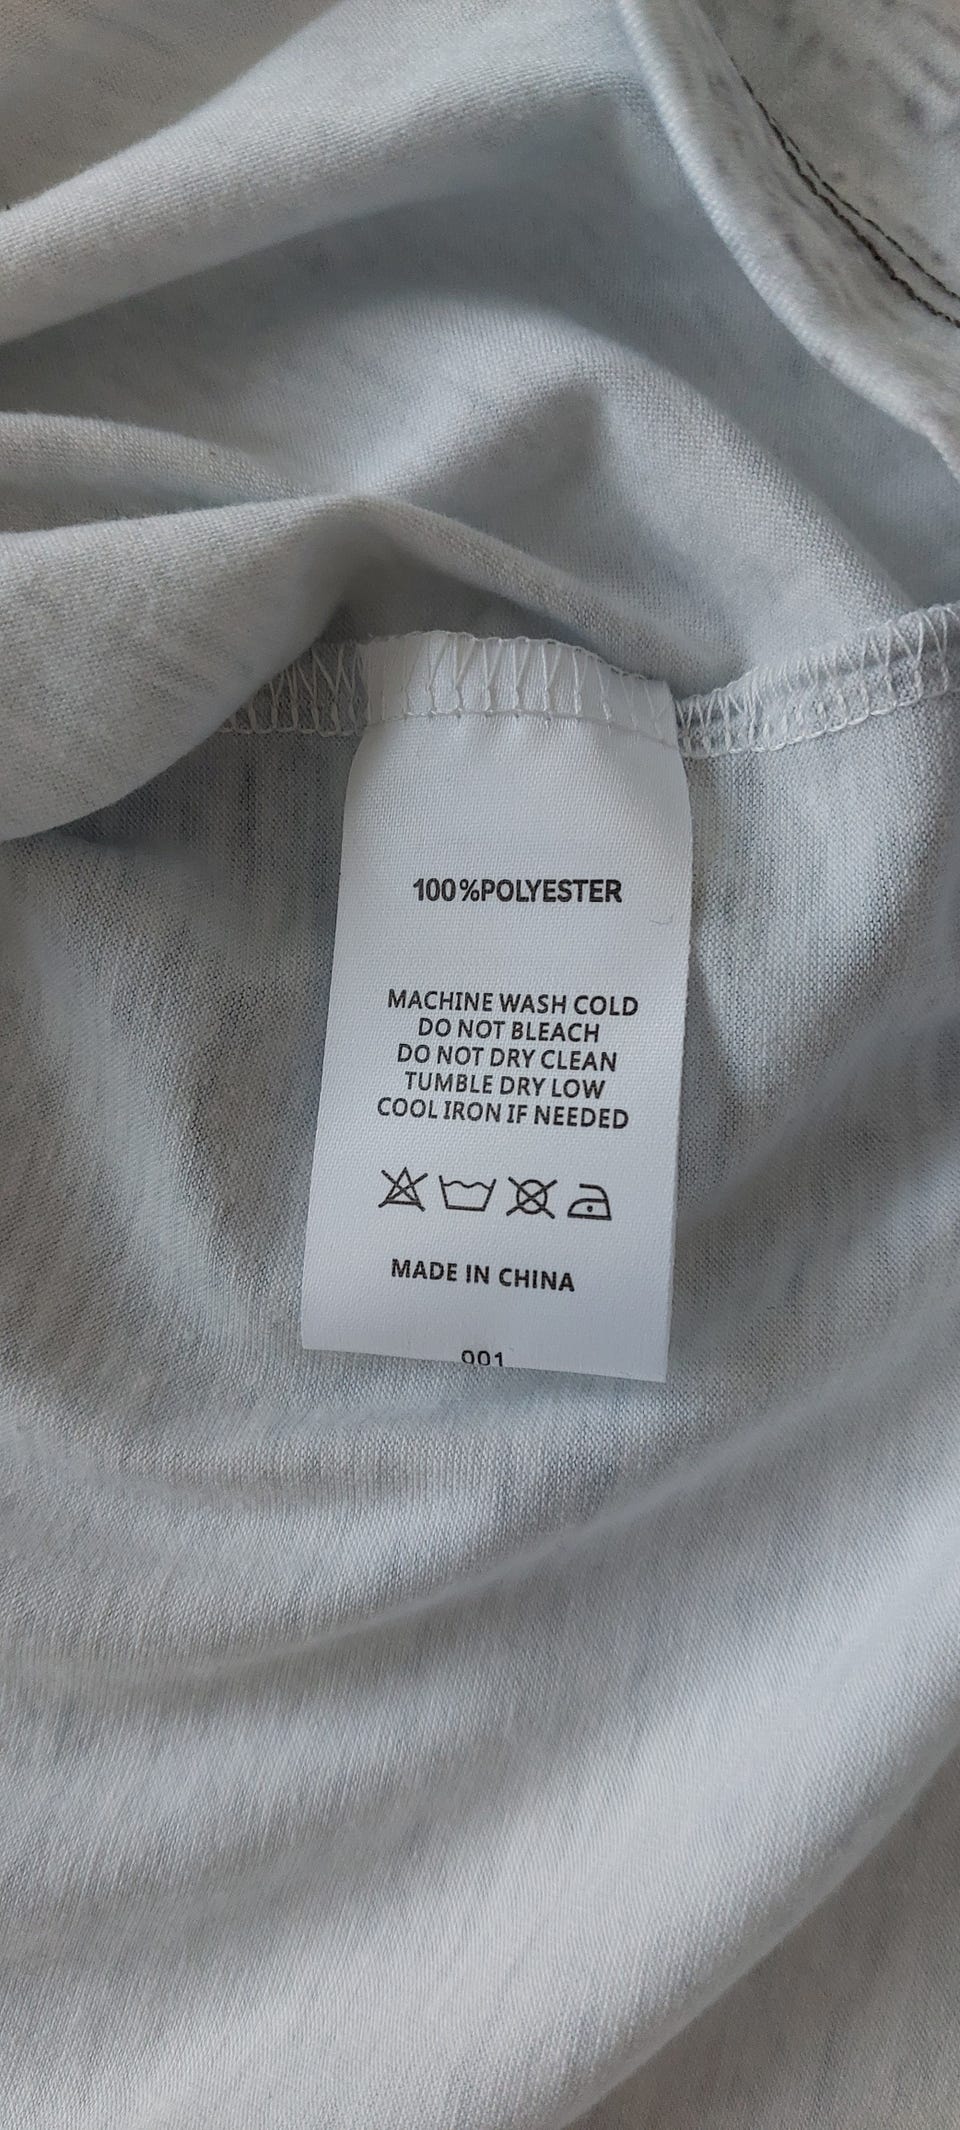 100%POLYESTER
MACHINE WASH COLD
DO NOT BLEACH
DO NOT DRY CLEAN
TUMBLE DRY LOW
COOL IRON IF NEEDED
MADE IN CHINA
001